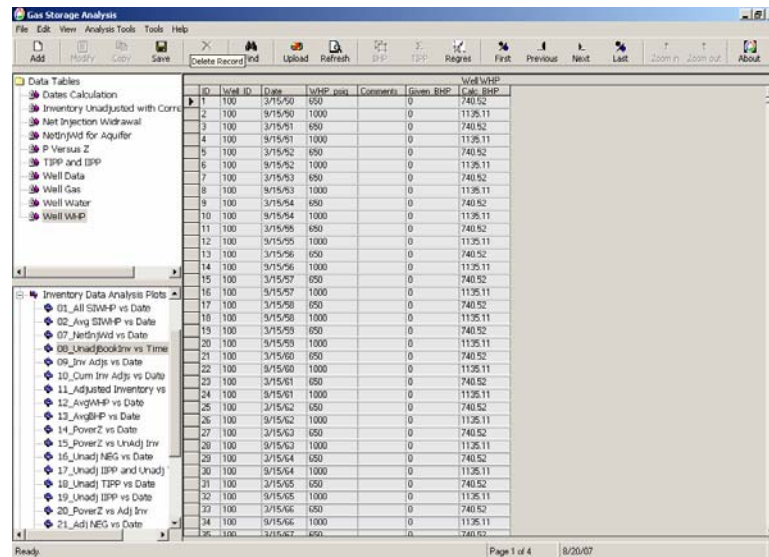 Gas Storage Analysis
File Edit View Analysis Tools Tools Help
Add Modify Copy Save Delete Record Find Upload Refresh BHP TIPP Regres First Previous Next Last Zoom in Zoom out About
Data Tables
Dates Calculation
Inventory Unadjusted with Corre
Net Injection Widrawal
NetInjWd for Aquifer
P Versus Z
TIPP and IIPP
Well Data
Well Gas
Well Water
Well WHP
Inventory Data Analysis Plots
01_All SIWHP vs Date
02_Avg SIWHP vs Date
07_NetInjWd vs Date
08_UnadjBookInv vs Time
09_Inv Adjs vs Date
10_Cum Inv Adjs vs Date
11_Adjusted Inventory vs
12_AvgWHP vs Date
13_AvgBHP vs Date
14_PoverZ vs Date
15_PoverZ vs UnAdj Inv
16_Unadj NEG vs Date
17_Unadj IIPP and Unadj
18_Unadj TIPP vs Date
19_Unadj IIPP vs Date
20_PoverZ vs Adj Inv
21_Adj NEG vs Date
Well WHP
ID Well ID Date WHP psig Comments Given BHP Calc BHP
1 100 3/15/50 650 0 740.52
2 100 9/15/50 1000 0 1135.11
3 100 3/15/51 650 0 740.52
4 100 9/15/51 1000 0 1135.11
5 100 3/15/52 650 0 740.52
6 100 9/15/52 1000 0 1135.11
7 100 3/15/53 650 0 740.52
8 100 9/15/53 1000 0 1135.11
9 100 3/15/54 650 0 740.52
10 100 9/15/54 1000 0 1135.11
11 100 3/15/55 650 0 740.52
12 100 9/15/55 1000 0 1135.11
13 100 3/15/56 650 0 740.52
14 100 9/15/56 1000 0 1135.11
15 100 3/15/57 650 0 740.52
16 100 9/15/57 1000 0 1135.11
17 100 3/15/58 650 0 740.52
18 100 9/15/58 1000 0 1135.11
19 100 3/15/59 650 0 740.52
20 100 9/15/59 1000 0 1135.11
21 100 3/15/60 650 0 740.52
22 100 9/15/60 1000 0 1135.11
23 100 3/15/61 650 0 740.52
24 100 9/15/61 1000 0 1135.11
25 100 3/15/62 650 0 740.52
26 100 9/15/62 1000 0 1135.11
27 100 3/15/63 650 0 740.52
28 100 9/15/63 1000 0 1135.11
29 100 3/15/64 650 0 740.52
30 100 9/15/64 1000 0 1135.11
31 100 3/15/65 650 0 740.52
32 100 9/15/65 1000 0 1135.11
33 100 3/15/66 650 0 740.52
34 100 9/15/66 1000 0 1135.11
35 100 3/15/67 650 0 740.52
Ready. Page 1 of 4 8/20/07